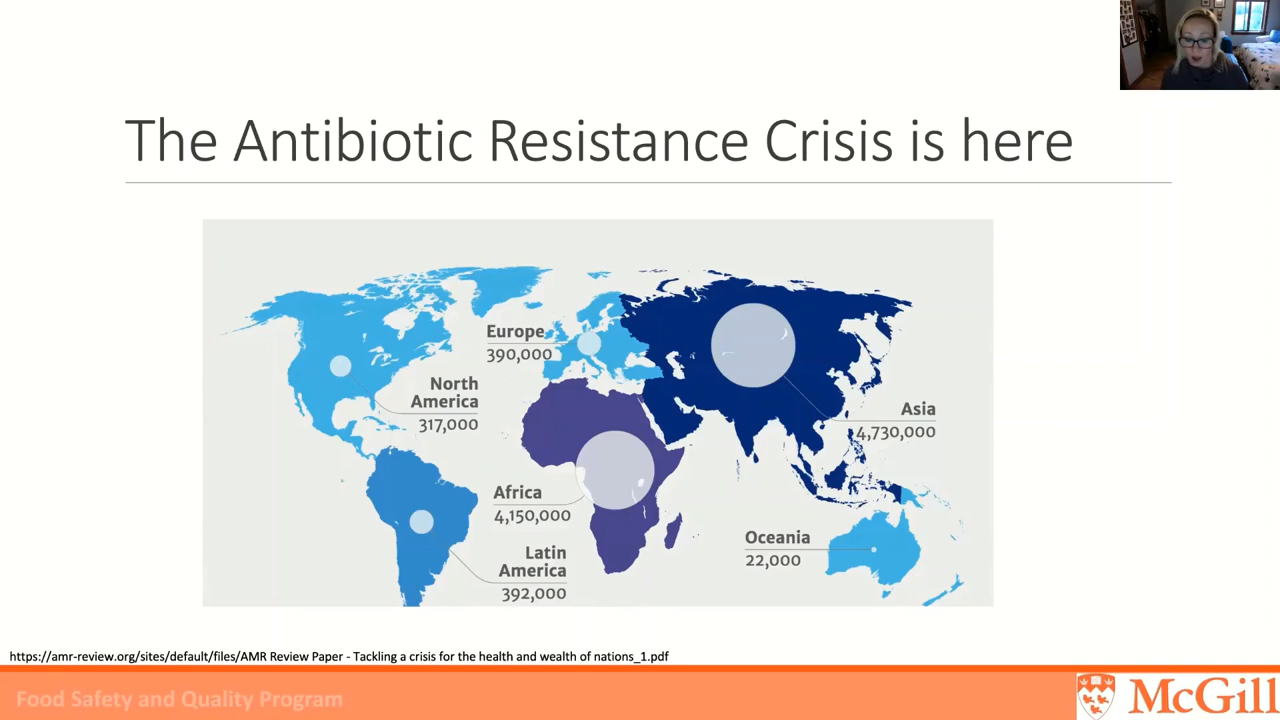 The Antibiotic Resistance Crisis is here
Europe
390,000
North
America
317,000
Asia
4,730,000
Africa
4,150,000
Oceania
22,000
Latin
America
392,000
https://amr-review.org/sites/default/files/AMR Review Paper - Tackling a crisis for the health and wealth of nations_1.pdf
Food Safety and Quality Program
McGill